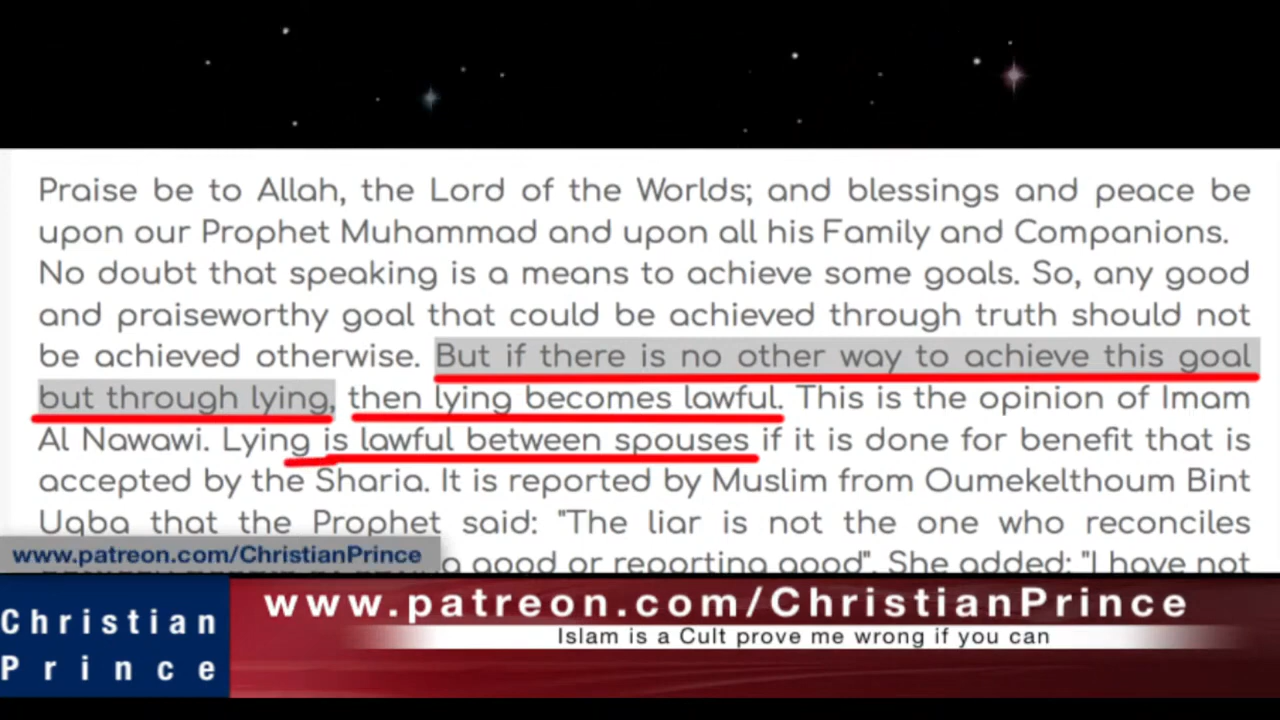 Praise be to Allah, the Lord of the Worlds; and blessings and peace be
upon our Prophet Muhammad and upon all his Family and Companions.
No doubt that speaking is a means to achieve some goals. So, any good
and praiseworthy goal that could be achieved through truth should not
be achieved otherwise. But if there is no other way to achieve this goal
but through lying, then lying becomes lawful. This is the opinion of Imam
Al Nawawi. Lying is lawful between spouses if it is done for benefit that is
accepted by the Sharia. It is reported by Muslim from Oumekelthoum Bint
Uqba that the Prophet said: "The liar is not the one who reconciles
www.patreon.com/ChristianPrince
good or reporting good". She added: "I have not
www.patreon.com/ChristianPrince
Islam is a Cult prove me wrong if you can
Christian
Prince